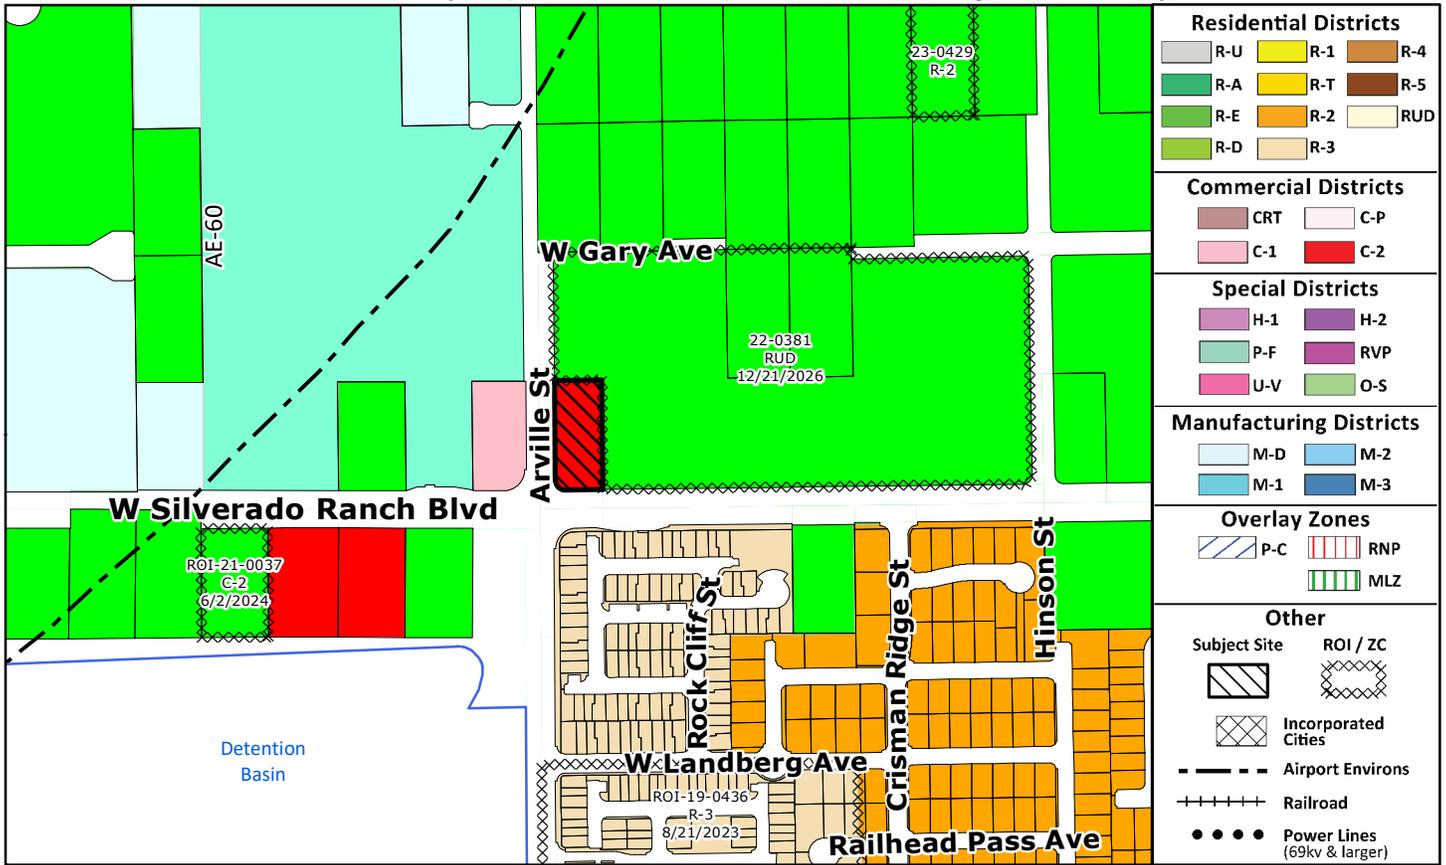 23-0429
R-2
AE-60
W Gary Ave
22-0381
RUD
12/21/2026
Arville St
W Silverado Ranch Blvd
ROI-21-0037
C-2
6/2/2024
Rock Cliff St
Crisman Ridge St
Hinson St
Detention
Basin
W Landberg Ave
ROI-19-0436
R-3
8/21/2023
Railhead Pass Ave
Residential Districts
R-U R-1 R-4
R-A R-T R-5
R-E R-2 RUD
R-D R-3
Commercial Districts
CRT C-P
C-1 C-2
Special Districts
H-1 H-2
P-F RVP
U-V O-S
Manufacturing Districts
M-D M-2
M-1 M-3
Overlay Zones
P-C RNP
MLZ
Other
Subject Site ROI / ZC
Incorporated
Cities
Airport Environs
Railroad
Power Lines
(69kv & larger)